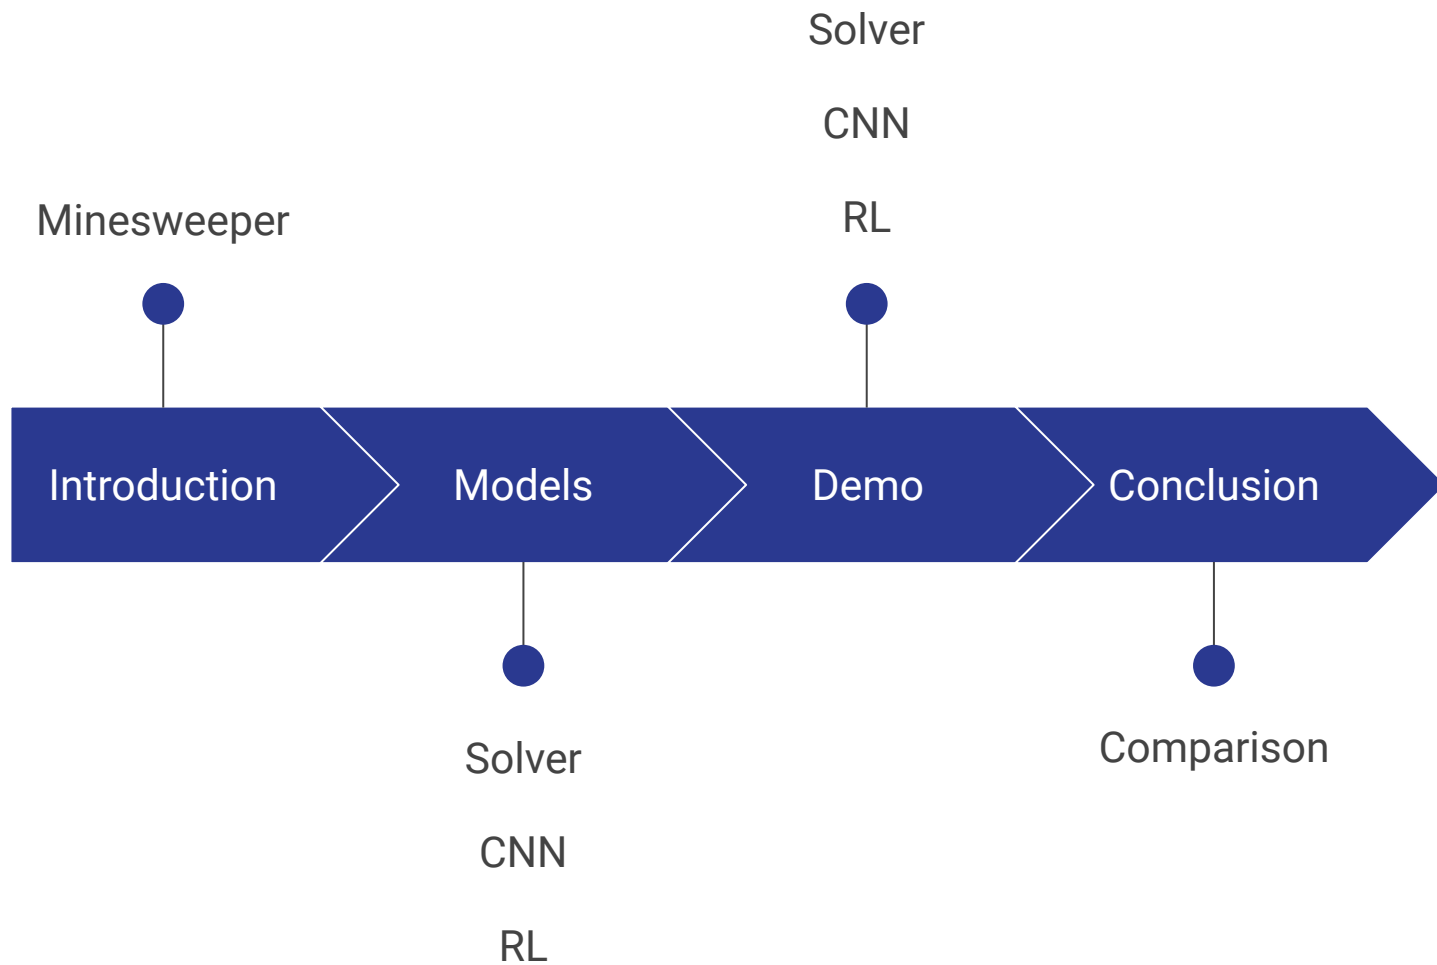 Solver
CNN
RL
Minesweeper
Introduction
Models
Demo
Conclusion
Solver
CNN
RL
Comparison